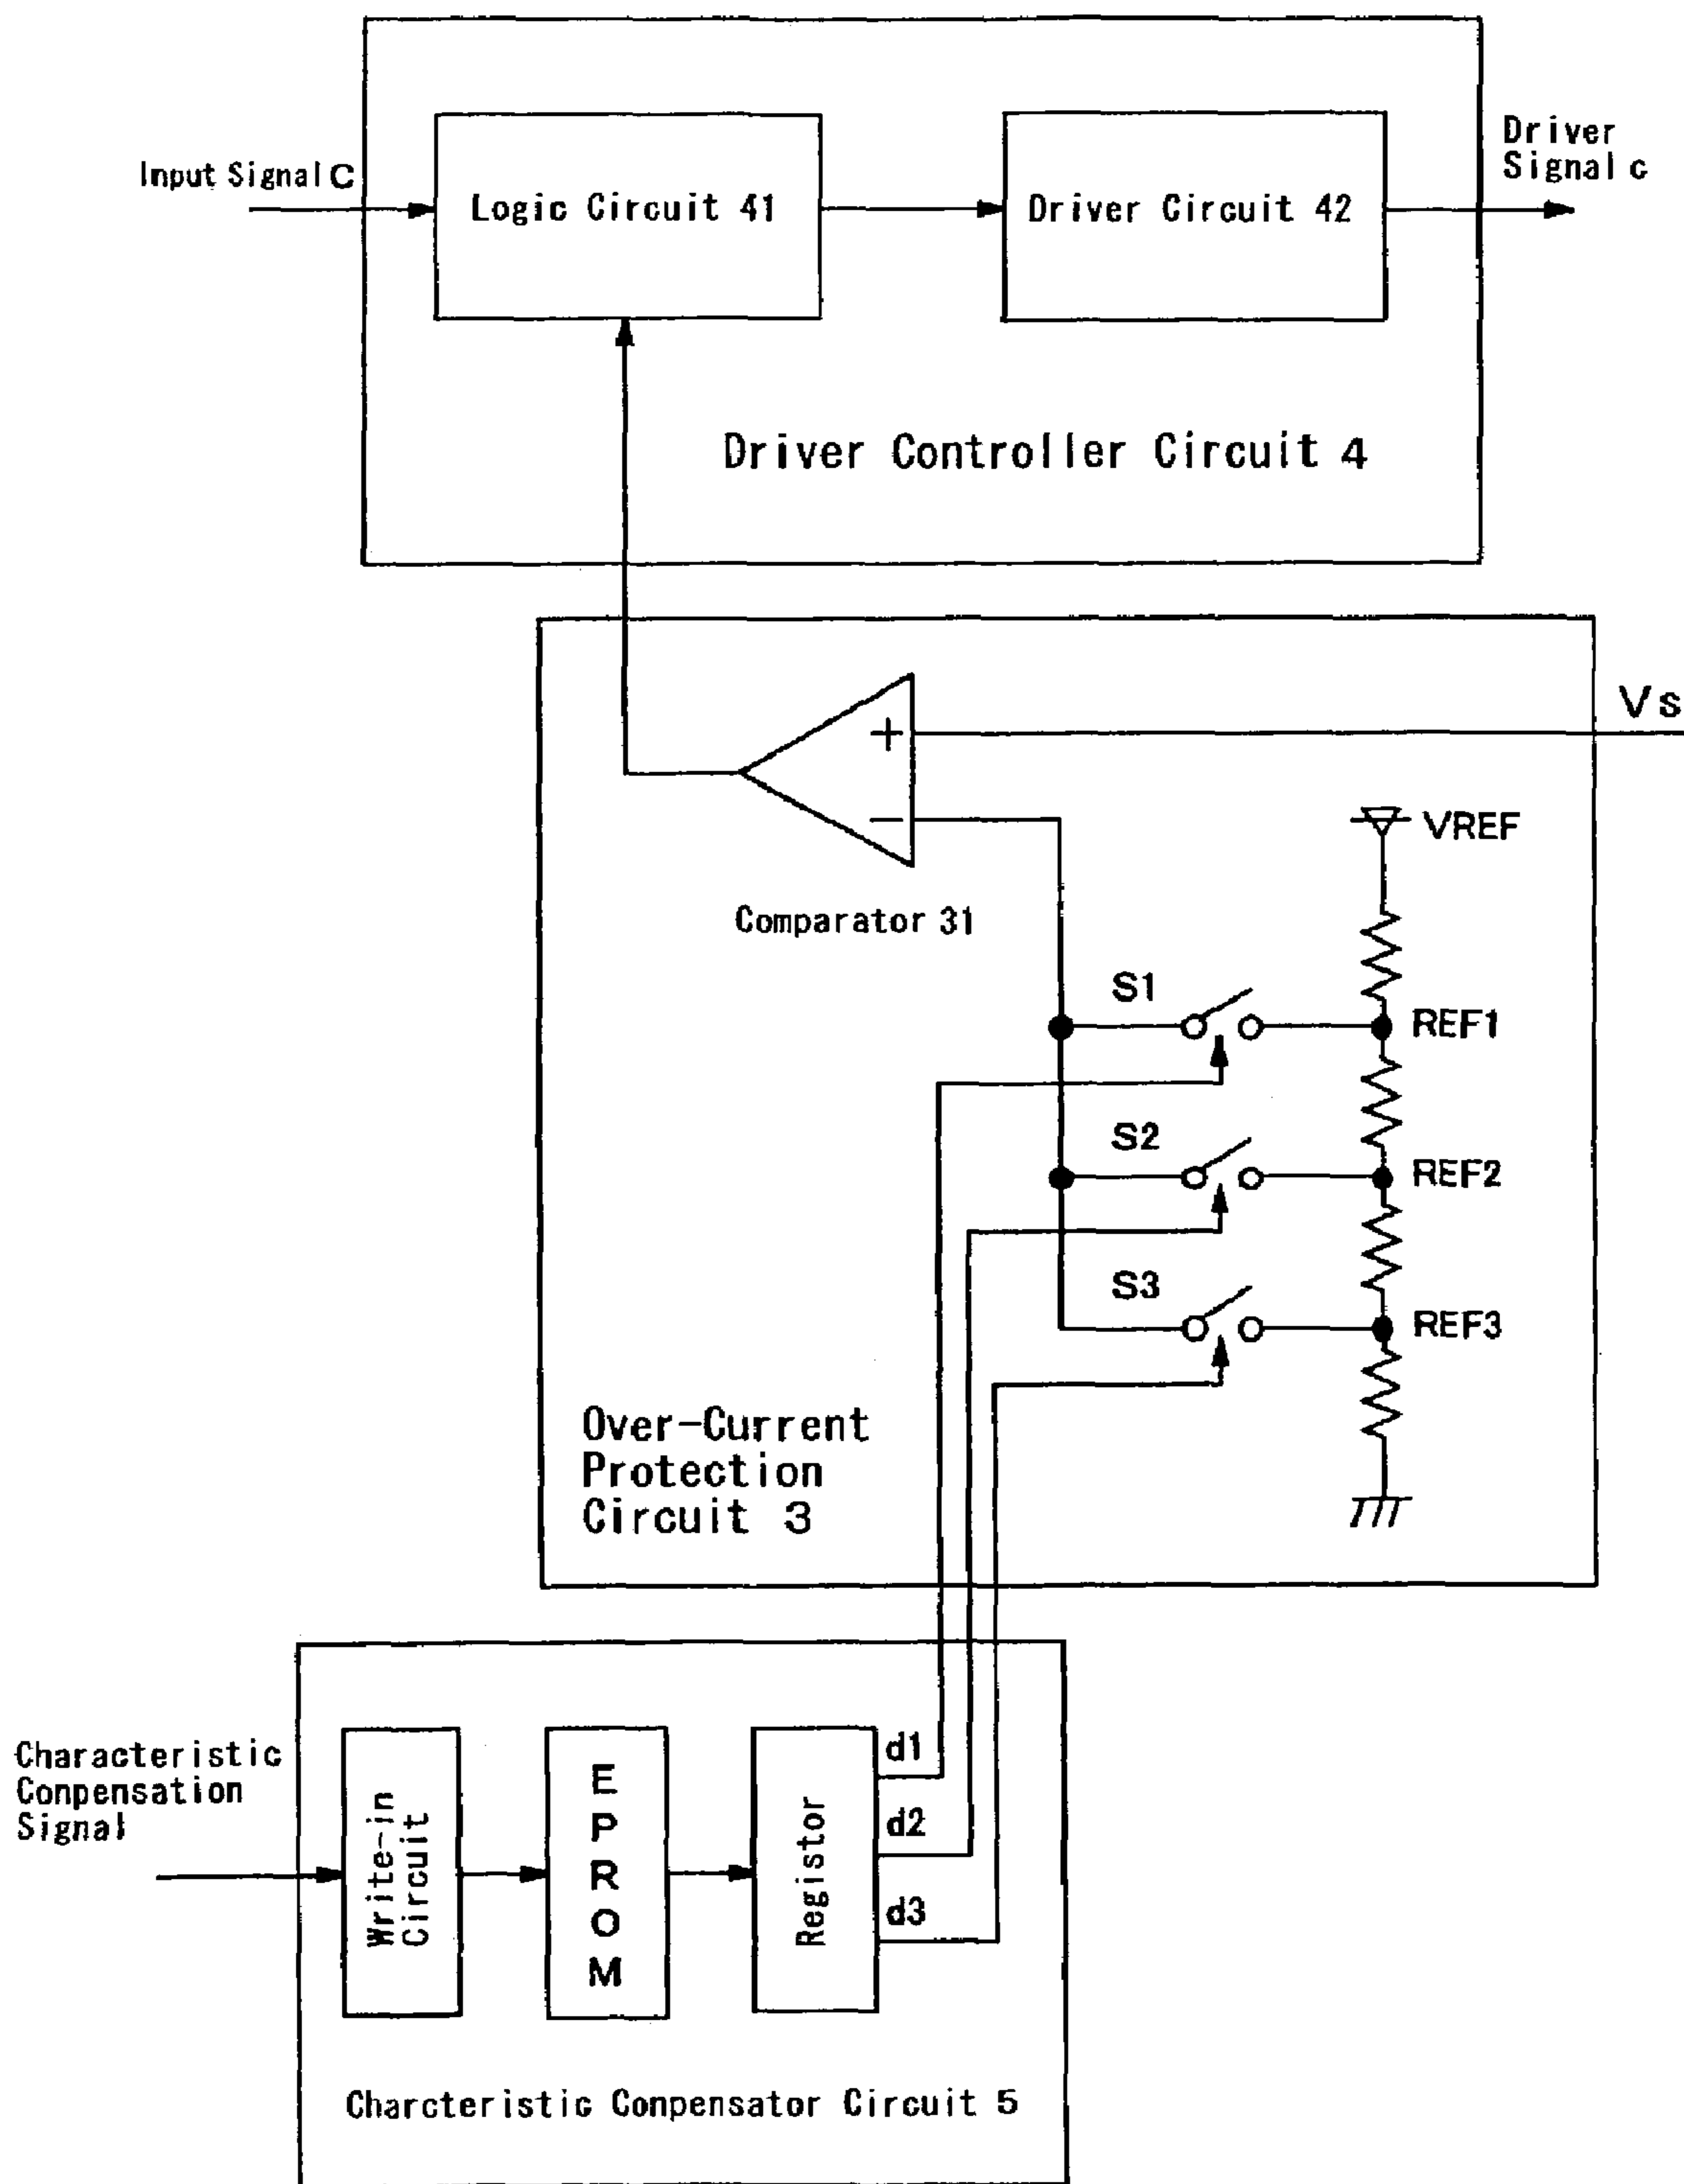 Input Signal C
Logic Circuit 41
Driver Circuit 42
Driver
Signal c
Driver Controller Circuit 4
Vs
+
−
VREF
Comparator 31
S1
REF1
S2
REF2
S3
REF3
Over-Current
Protection
Circuit 3
Characteristic
Conpensation
Signal
Write-in
Circuit
EPROM
Registor
d1
d2
d3
Charcteristic Conpensator Circuit 5